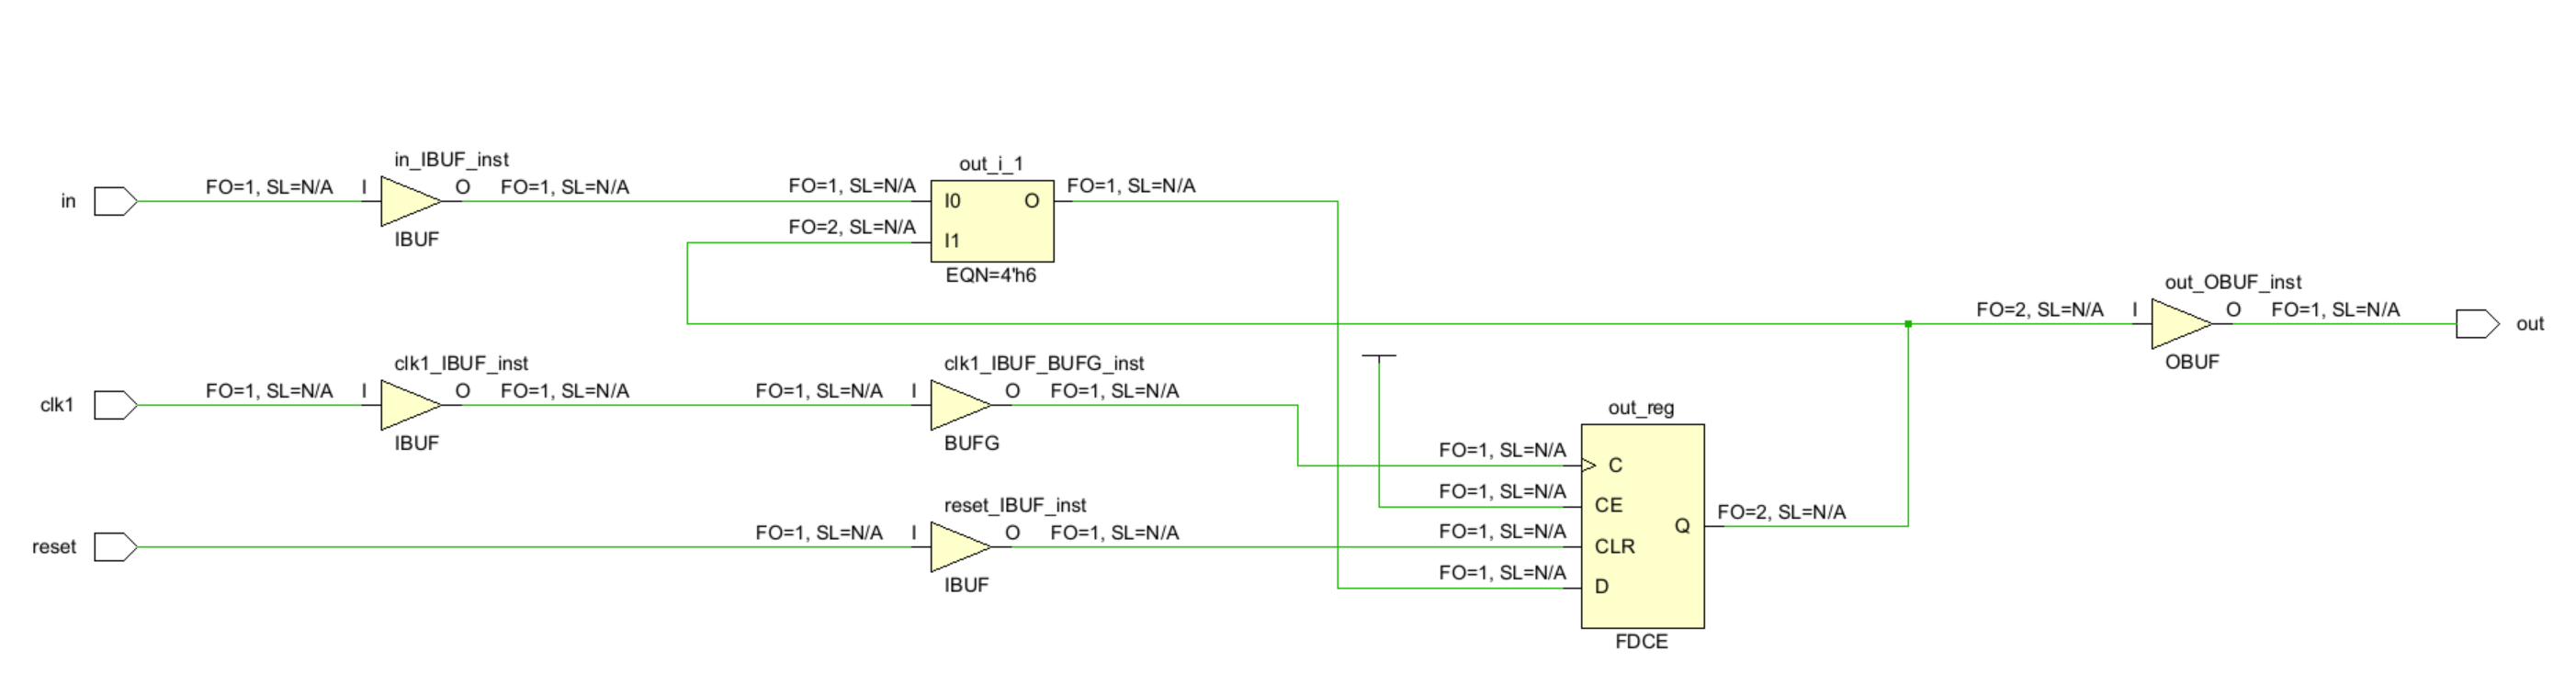 in_IBUF_inst
out_i_1
in
FO=1, SL=N/A
I
O
FO=1, SL=N/A
FO=1, SL=N/A
I0
O
FO=1, SL=N/A
FO=2, SL=N/A
I1
IBUF
EQN=4'h6
out_OBUF_inst
FO=2, SL=N/A
I
O
FO=1, SL=N/A
out
OBUF
clk1_IBUF_inst
clk1_IBUF_BUFG_inst
clk1
FO=1, SL=N/A
I
O
FO=1, SL=N/A
FO=1, SL=N/A
I
O
FO=1, SL=N/A
IBUF
BUFG
out_reg
FO=1, SL=N/A
C
FO=1, SL=N/A
CE
reset_IBUF_inst
reset
FO=1, SL=N/A
I
O
FO=1, SL=N/A
FO=1, SL=N/A
CLR
Q
FO=2, SL=N/A
FO=1, SL=N/A
D
IBUF
FDCE